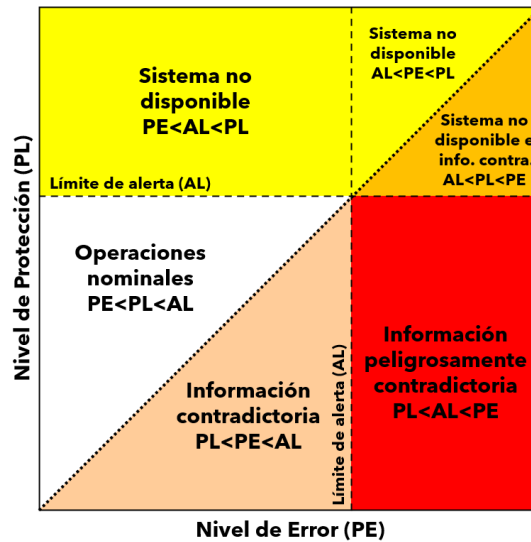 Sistema no
disponible
PE<AL<PL
Sistema no
disponible
AL<PE<PL
Sistema no
disponible e
info. contra.
AL<PL<PE
Límite de alerta (AL)
Operaciones
nominales
PE<PL<AL
Información
contradictoria
PL<PE<AL
Información
peligrosamente
contradictoria
PL<AL<PE
Límite de alerta (AL)
Nivel de Protección (PL)
Nivel de Error (PE)